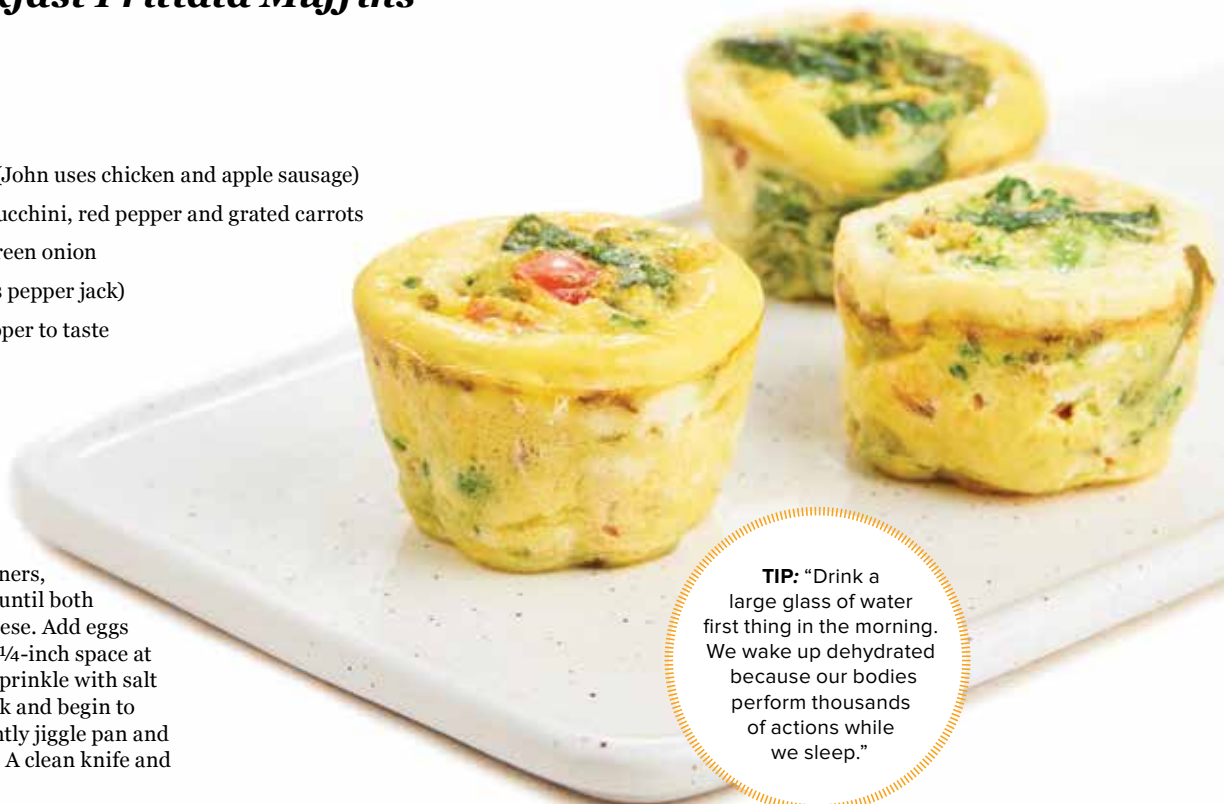 kfast Frittata Muffins
(John uses chicken and apple sausage)
ucchini, red pepper and grated carrots
reen onion
s pepper jack)
pper to taste
ners,
until both
ese. Add eggs
¼-inch space at
prinkle with salt
k and begin to
ntly jiggle pan and
A clean knife and
TIP: “Drink a
large glass of water
first thing in the morning.
We wake up dehydrated
because our bodies
perform thousands
of actions while
we sleep.”